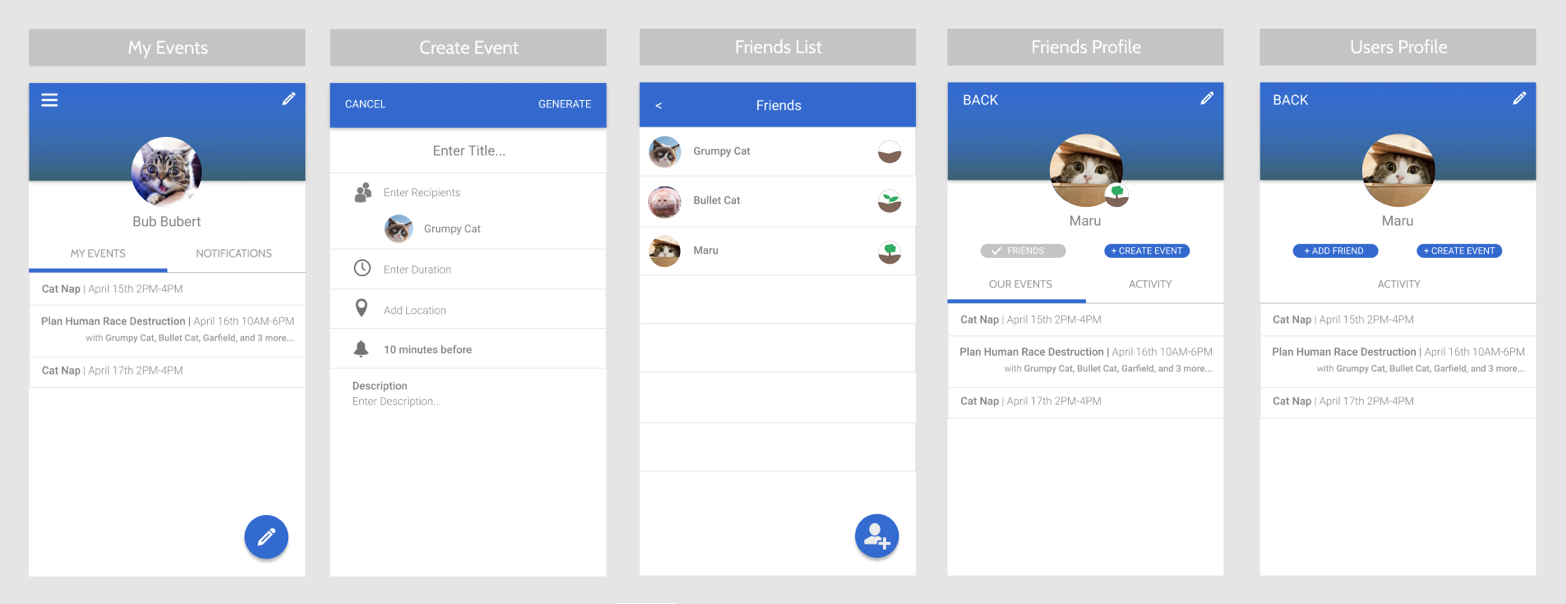 My Events
Bub Bubert
MY EVENTS NOTIFICATIONS
Cat Nap | April 15th 2PM-4PM
Plan Human Race Destruction | April 16th 10AM-6PM
with Grumpy Cat, Bullet Cat, Garfield, and 3 more...
Cat Nap | April 17th 2PM-4PM
Create Event
CANCEL GENERATE
Enter Title...
Enter Recipients
Grumpy Cat
Enter Duration
Add Location
10 minutes before
Description
Enter Description...
Friends List
< Friends
Grumpy Cat
Bullet Cat
Maru
Friends Profile
BACK
Maru
FRIENDS + CREATE EVENT
OUR EVENTS ACTIVITY
Cat Nap | April 15th 2PM-4PM
Plan Human Race Destruction | April 16th 10AM-6PM
with Grumpy Cat, Bullet Cat, Garfield, and 3 more...
Cat Nap | April 17th 2PM-4PM
Users Profile
BACK
Maru
+ ADD FRIEND + CREATE EVENT
ACTIVITY
Cat Nap | April 15th 2PM-4PM
Plan Human Race Destruction | April 16th 10AM-6PM
with Grumpy Cat, Bullet Cat, Garfield, and 3 more...
Cat Nap | April 17th 2PM-4PM